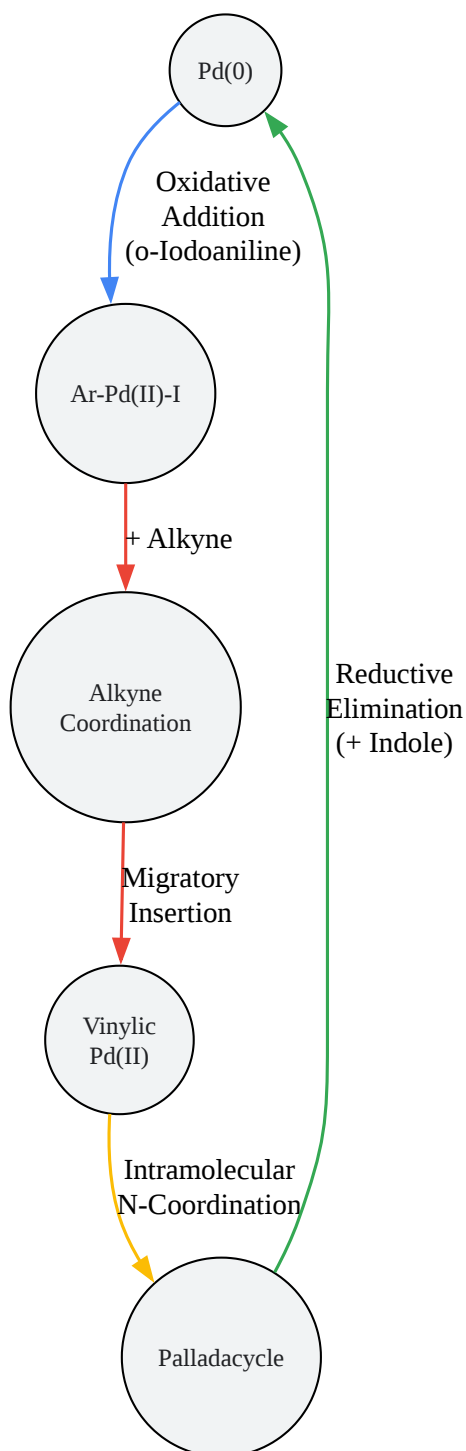 Pd(0)
Oxidative
Addition
(o-Iodoaniline)
Ar-Pd(II)-I
+ Alkyne
Alkyne
Coordination
Reductive
Elimination
(+ Indole)
Migratory
Insertion
Vinylic
Pd(II)
Intramolecular
N-Coordination
Palladacycle